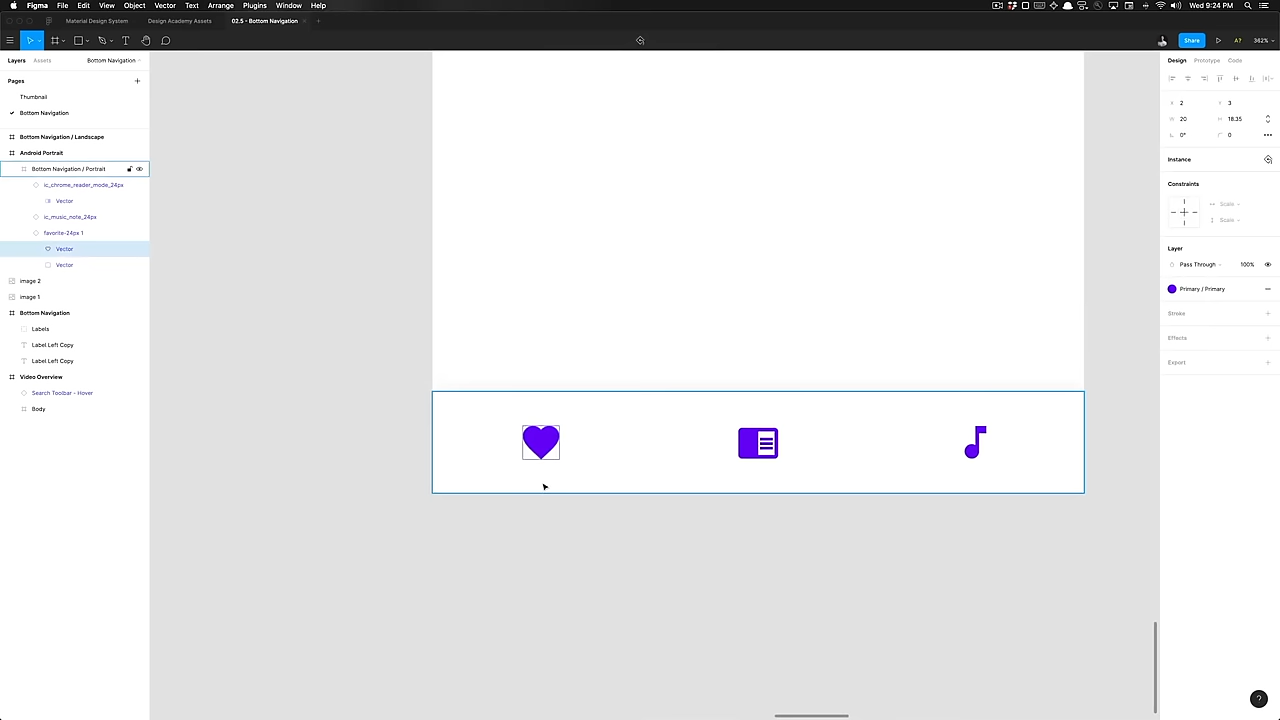 Figma File Edit View Object Vector Text Arrange Plugins Window Help Wed 9:24 PM
Material Design System Design Academy Assets 02.5 - Bottom Navigation
Share A? 362%
Layers Assets Bottom Navigation
Design Prototype Code
Pages
Thumbnail
Bottom Navigation
X 2 Y 3
W 20 H 18.35
0° 0
Bottom Navigation / Landscape
Android Portrait
Instance
Bottom Navigation / Portrait
ic_chrome_reader_mode_24px
Constraints
Vector
Scale
ic_music_note_24px
Scale
favorite-24px 1
Vector
Layer
Vector
Pass Through 100%
image 2
Primary / Primary
image 1
Bottom Navigation
Stroke
Labels
Effects
Label Left Copy
Label Left Copy
Export
Video Overview
Search Toolbar - Hover
Body
?